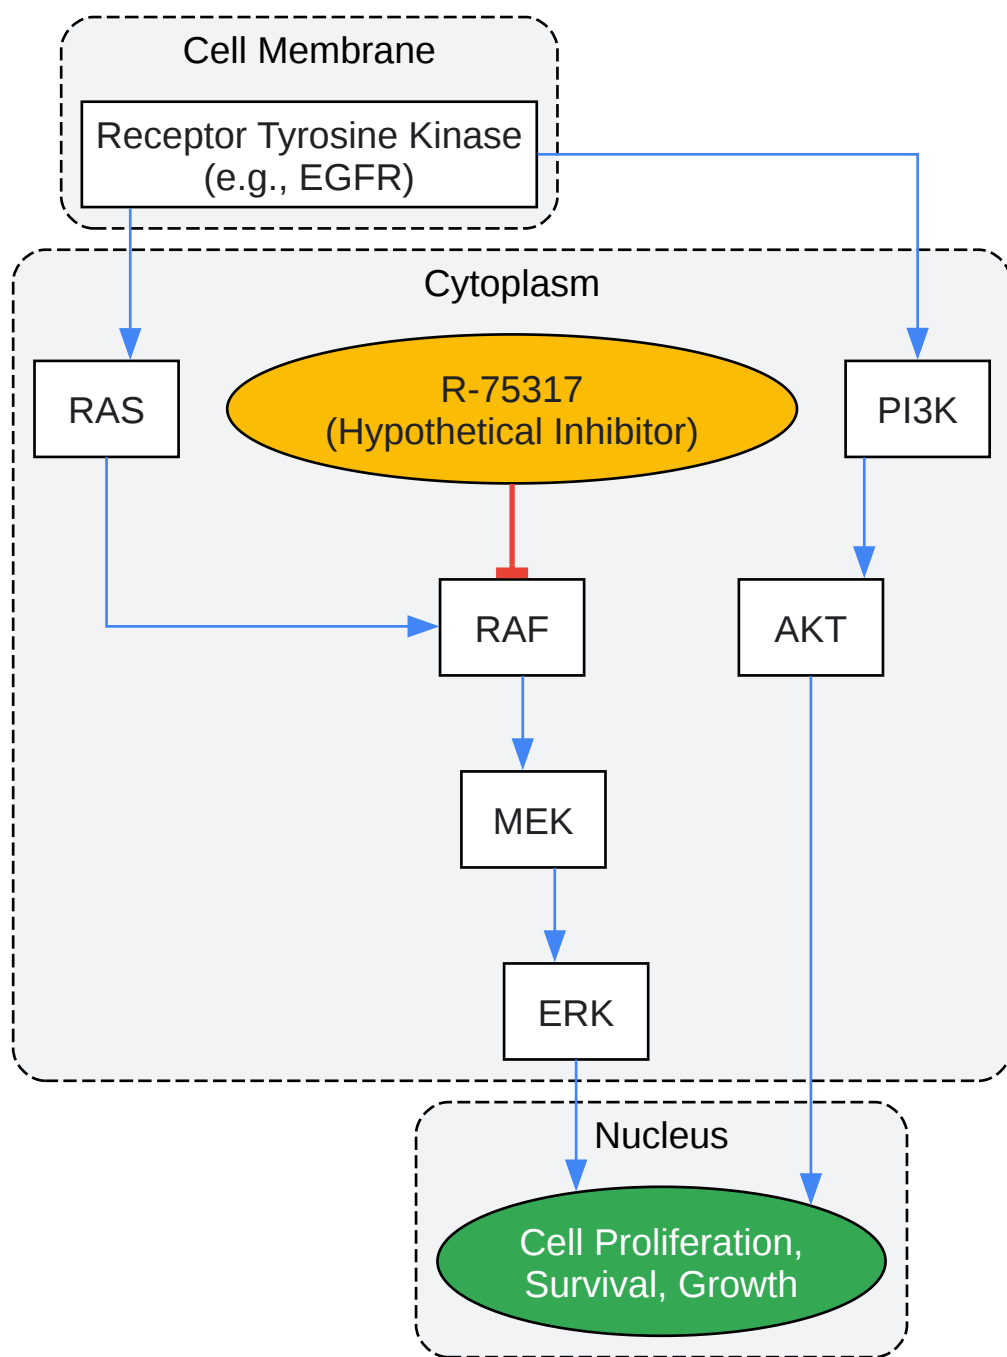 Cell Membrane
Receptor Tyrosine Kinase
(e.g., EGFR)
Cytoplasm
RAS
R-75317
(Hypothetical Inhibitor)
PI3K
RAF
AKT
MEK
ERK
Nucleus
Cell Proliferation,
Survival, Growth